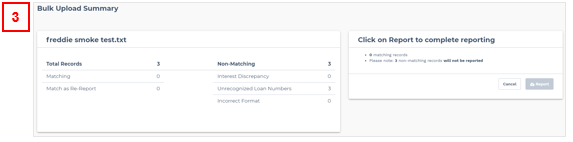 3
Bulk Upload Summary
freddie smoke test.txt
Total Records 3
Matching 0
Match as Re-Report 0
Non-Matching 3
Interest Discrepancy 0
Unrecognized Loan Numbers 3
Incorrect Format 0
Click on Report to complete reporting
0 matching records
Please note: 3 non-matching records will not be reported
Cancel
Report